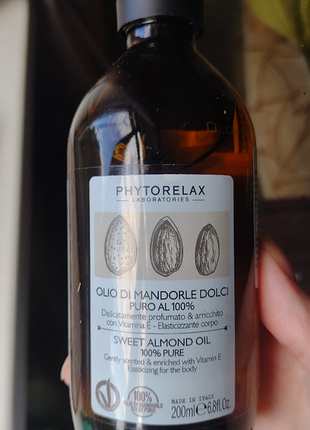 PHYTORELAX
LABORATORIES
OLIO DI MANDORLE DOLCI
PURO AL 100%
Delicatamente profumato & arricchito
con Vitamina E - Elasticizzante corpo
SWEET ALMOND OIL
100% PURE
Gently scented & enriched with Vitamin E
Elasticizing for the body
100%
MADE IN ITALY
200ml e 6.8fl.Oz.